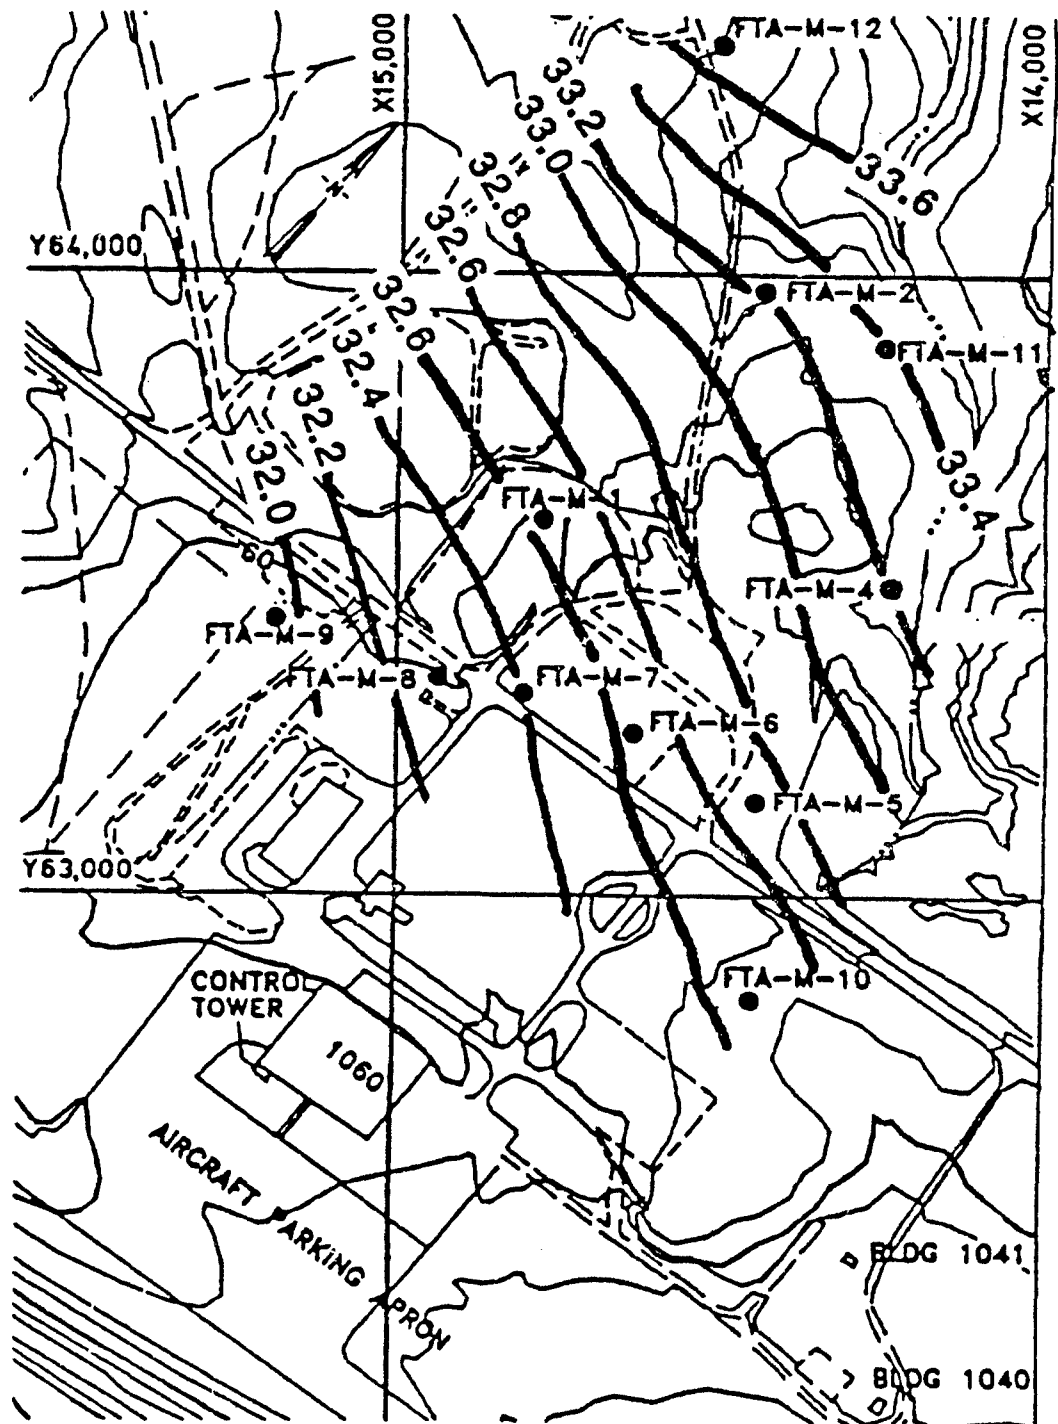 FTA-M-12
X15,000
X14,000
33.2
33.0
33.6
32.8
N
Y64,000
32.6
FTA-M-2
32.6
32.4
FTA-M-11
32.2
32.0
33.4
FTA-M-1
60
FTA-M-4
FTA-M-9
FTA-M-8
FTA-M-7
FTA-M-6
FTA-M-5
Y63,000
CONTROL
TOWER
FTA-M-10
1060
AIRCRAFT PARKING APRON
BLDG 1041
BLDG 1040